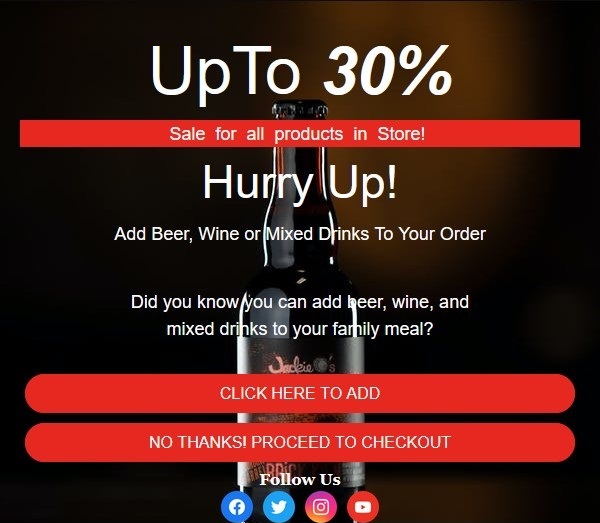 UpTo 30%
Sale for all products in Store!
Hurry Up!
Add Beer, Wine or Mixed Drinks To Your Order
Did you know you can add beer, wine, and
mixed drinks to your family meal?
Jackie O's
CLICK HERE TO ADD
NO THANKS! PROCEED TO CHECKOUT
Follow Us